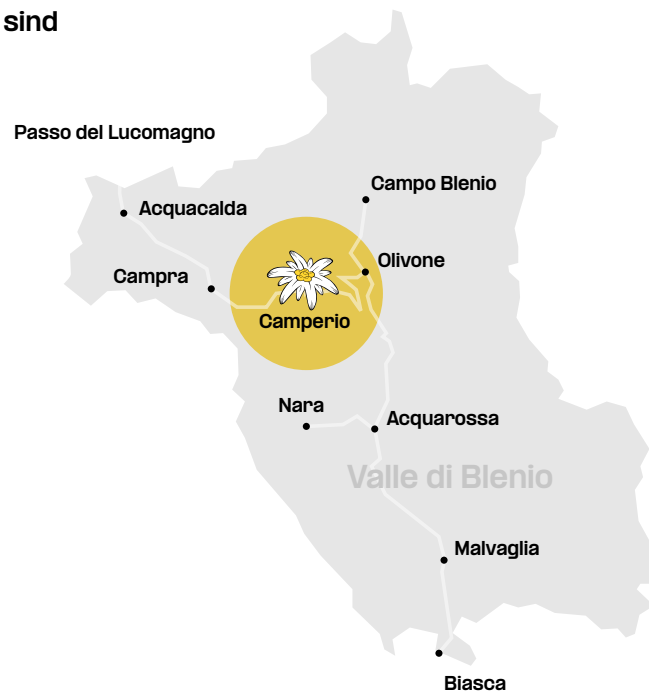 sind
Passo del Lucomagno
Campo Blenio
Acquacalda
Olivone
Campra
Camperio
Nara
Acquarossa
Valle di Blenio
Malvaglia
Biasca